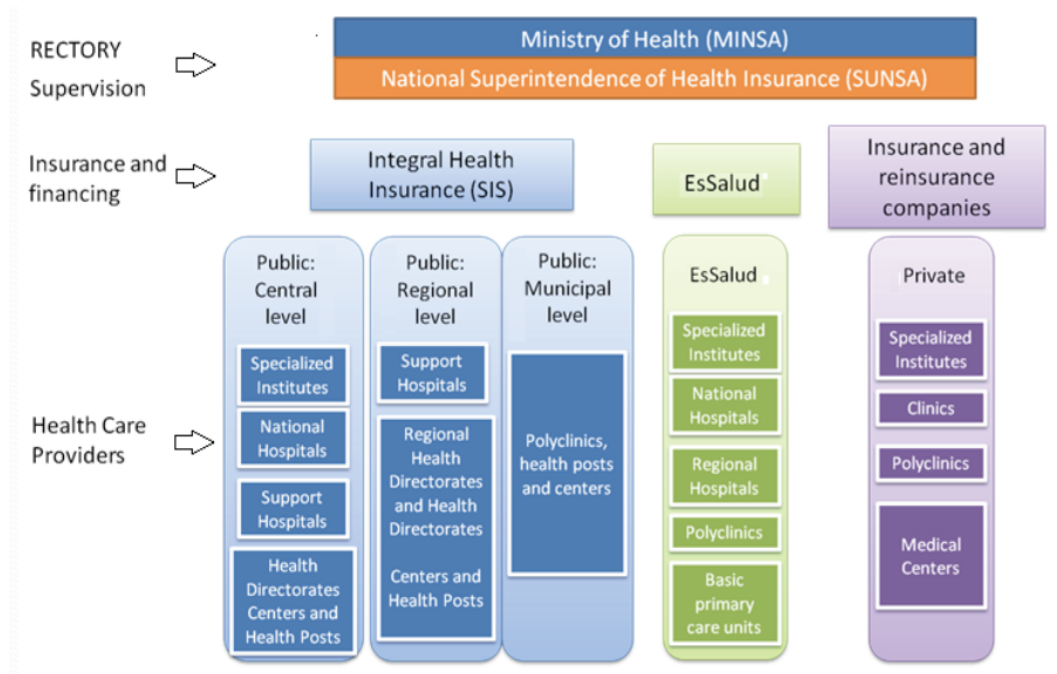 RECTORY
Supervision
Ministry of Health (MINSA)
National Superintendence of Health Insurance (SUNSA)
Insurance and
financing
Integral Health
Insurance (SIS)
EsSalud
Insurance and
reinsurance
companies
Health Care
Providers
Public:
Central
level
Specialized
Institutes
National
Hospitals
Support
Hospitals
Health
Directorates
Centers and
Health Posts
Public:
Regional
level
Support
Hospitals
Regional
Health
Directorates
and Health
Directorates
Centers and
Health Posts
Public:
Municipal
level
Polyclinics,
health posts
and centers
EsSalud
Specialized
Institutes
National
Hospitals
Regional
Hospitals
Polyclinics
Basic
primary
care units
Private
Specialized
Institutes
Clinics
Polyclinics
Medical
Centers